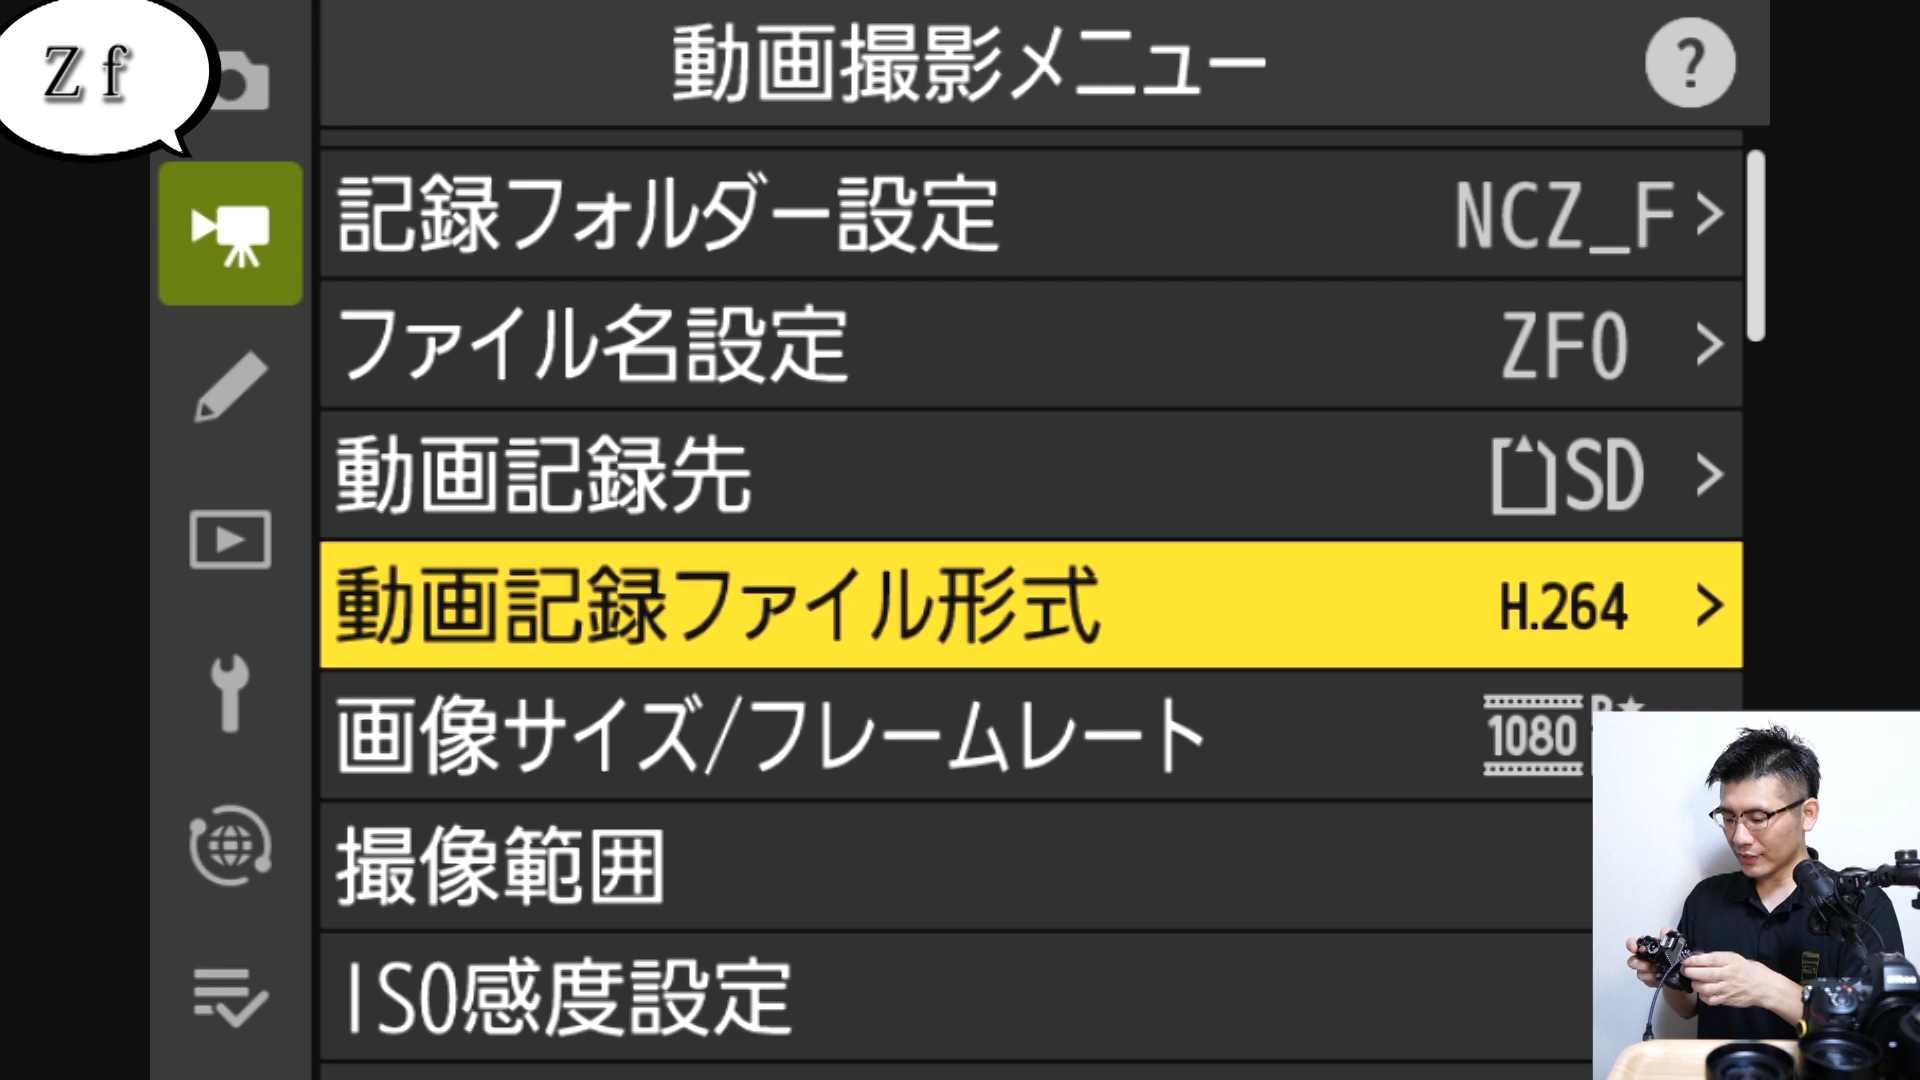 Z f
動画撮影メニュー
?
記録フォルダー設定 NCZ_F >
ファイル名設定 ZF0 >
動画記録先 SD >
動画記録ファイル形式 H.264 >
画像サイズ/フレームレート 1080
撮像範囲
ISO感度設定